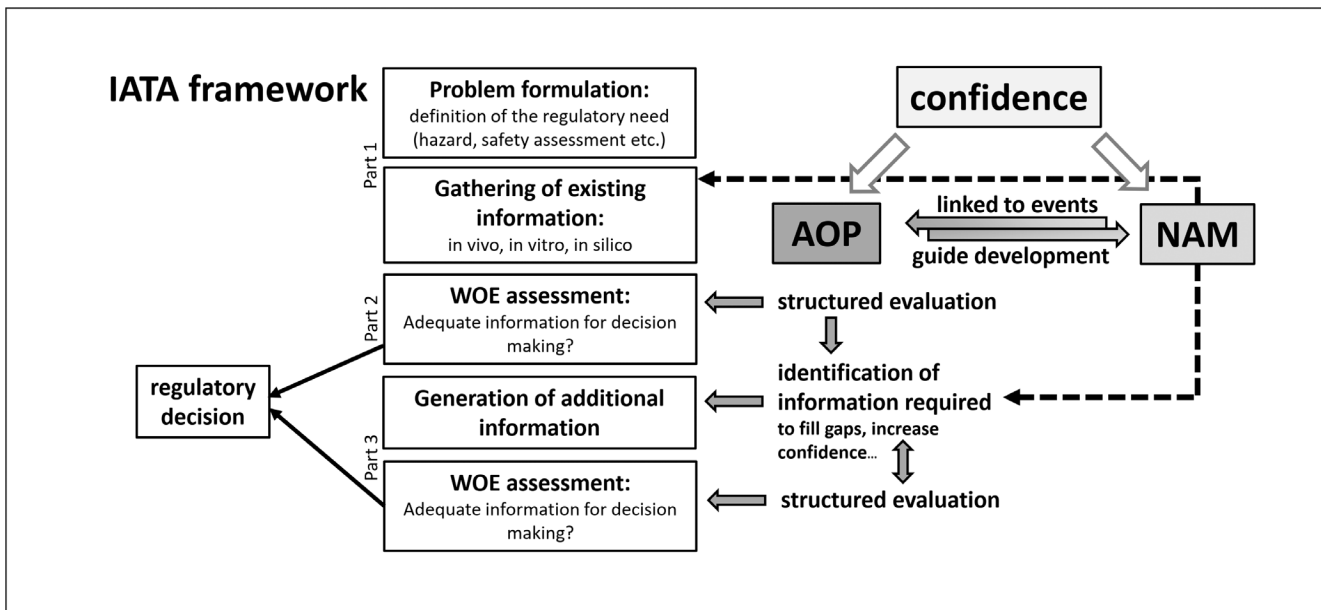 IATA framework
Part 1
Problem formulation:
definition of the regulatory need
(hazard, safety assessment etc.)
Gathering of existing
information:
in vivo, in vitro, in silico
Part 2
WOE assessment:
Adequate information for decision
making?
regulatory
decision
Part 3
Generation of additional
information
WOE assessment:
Adequate information for decision
making?
confidence
AOP
linked to events
guide development
NAM
structured evaluation
identification of
information required
to fill gaps, increase
confidence...
structured evaluation